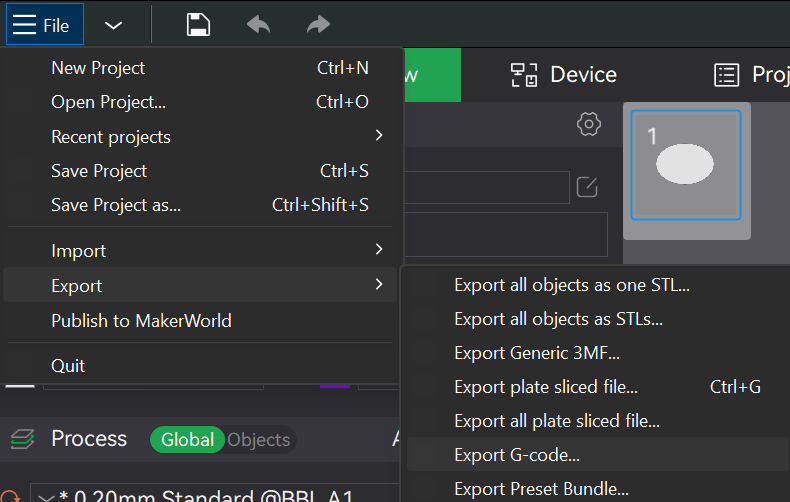 File
New Project Ctrl+N
Open Project... Ctrl+O
Recent projects
Save Project Ctrl+S
Save Project as... Ctrl+Shift+S
Import
Export
Publish to MakerWorld
Quit
Device
1
Export all objects as one STL...
Export all objects as STLs...
Export Generic 3MF...
Export plate sliced file... Ctrl+G
Export all plate sliced file...
Export G-code...
Export Preset Bundle...
Process Global Objects
* 0.20mm Standard @BBL A1